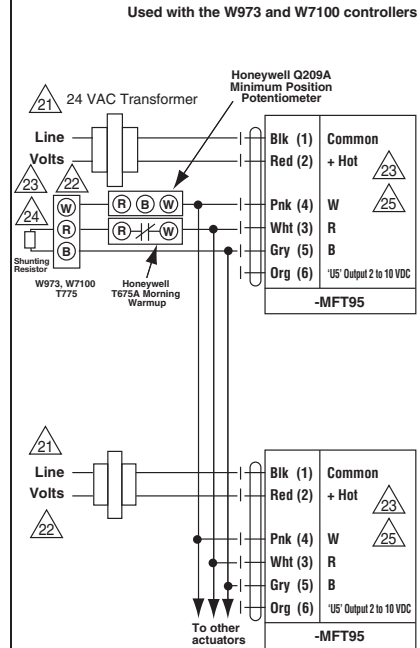 Used with the W973 and W7100 controllers
Honeywell Q209A
Minimum Position
Potentiometer
21 24 VAC Transformer
Line
Volts
Blk (1) Common
Red (2) + Hot
23
23 22
24
25
W R B W
Pnk (4) W
R R W
Wht (3) R
B
Gry (5) B
Shunting
Resistor
Org (6) 'U5' Output 2 to 10 VDC
W973, W7100
T775
Honeywell
T675A Morning
Warmup
-MFT95
21
Line
Volts
22
Blk (1) Common
Red (2) + Hot
23
25
Pnk (4) W
Wht (3) R
Gry (5) B
Org (6) 'U5' Output 2 to 10 VDC
To other
actuators
-MFT95